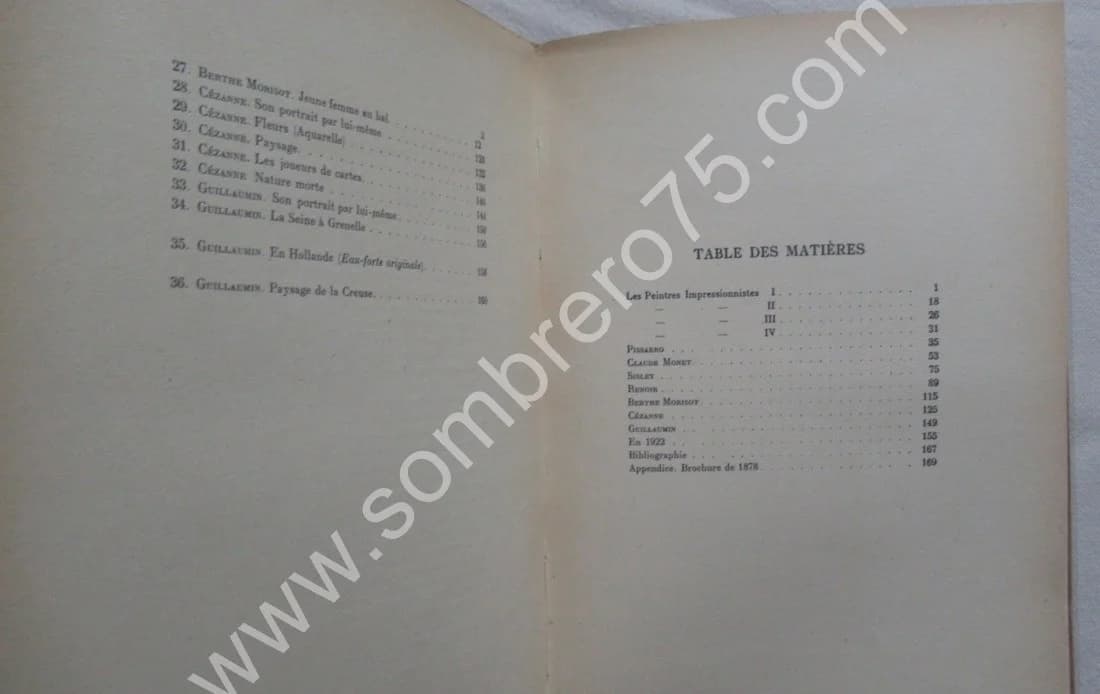 27. Berthe Morisot. Jeune femme au bal
28. Cézanne. Son portrait par lui-même
29. Cézanne. Fleurs (Aquarelle)
30. Cézanne. Paysage.
31. Cézanne. Les joueurs de cartes
32. Cézanne Nature morte
33. Guillaumin. Son portrait par lui-même
34. Guillaumin. La Seine à Grenelle
35. Guillaumin. En Hollande (Eau-forte originale)
36. Guillaumin. Paysage de la Creuse
TABLE DES MATIÈRES
Les Peintres Impressionnistes I 1
— — II 18
— — III 26
— — IV 31
Pissarro 35
Claude Monet 53
Sisley 75
Renoir 89
Berthe Morisot 115
Cézanne 125
Guillaumin 149
En 1922 155
Bibliographie 167
Appendice. Brochure de 1878 169
www.sombrero75.com